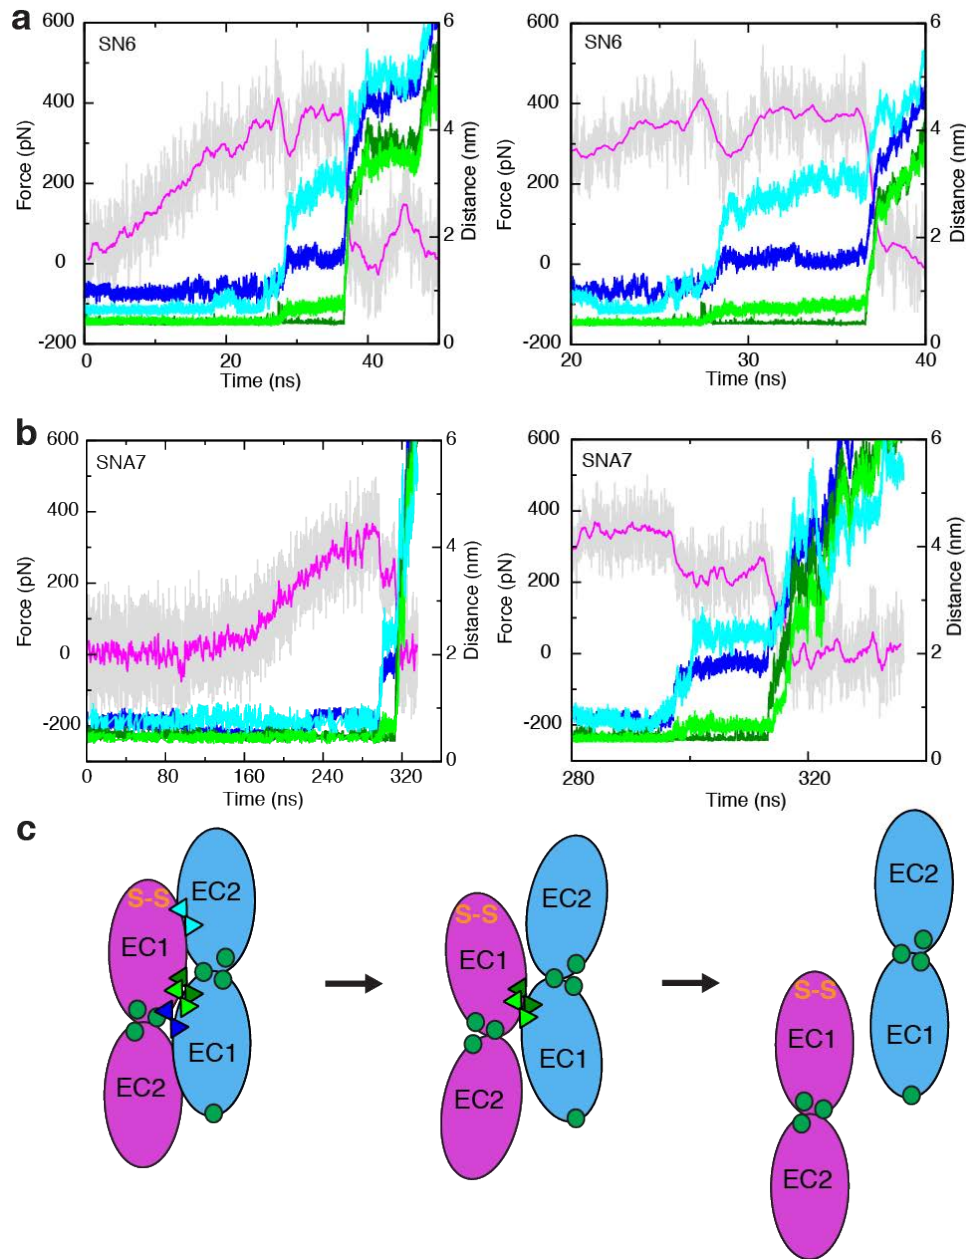 a
SN6
600
400
200
0
-200
Force (pN)
6
4
2
0
Distance (nm)
0 20 40
Time (ns)
SN6
600
400
200
0
-200
Force (pN)
6
4
2
0
Distance (nm)
20 30 40
Time (ns)
b
SNA7
600
400
200
0
-200
Force (pN)
6
4
2
0
Distance (nm)
0 80 160 240 320
Time (ns)
SNA7
600
400
200
0
-200
Force (pN)
6
4
2
0
Distance (nm)
280 320
Time (ns)
c
S-S
EC1
EC2
EC2
EC1
S-S
EC1
EC2
EC2
EC1
S-S
EC1
EC2
EC2
EC1